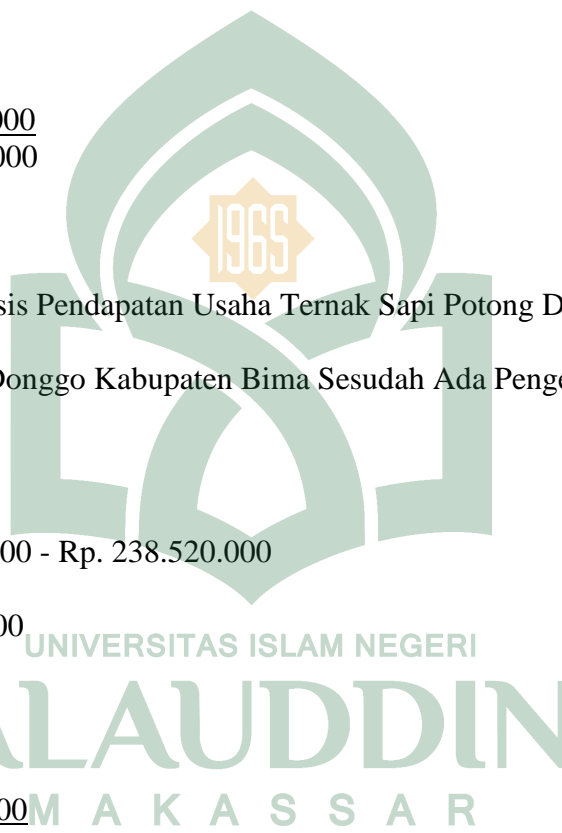 000
000
1965
sis Pendapatan Usaha Ternak Sapi Potong D
Donggo Kabupaten Bima Sesudah Ada Penge
00 - Rp. 238.520.000
00
UNIVERSITAS ISLAM NEGERI
ALAUDDIN
00
M A K A S S A R